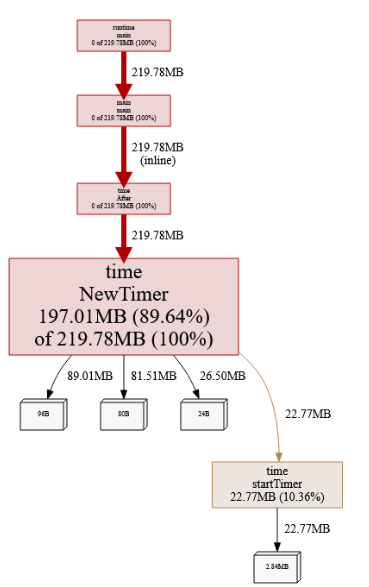 runtime
main
0 of 219.78MB (100%)
219.78MB
main
main
0 of 219.78MB (100%)
219.78MB
(inline)
time
After
0 of 219.78MB (100%)
219.78MB
time
NewTimer
197.01MB (89.64%)
of 219.78MB (100%)
89.01MB
81.51MB
26.50MB
22.77MB
96B
80B
24B
time
startTimer
22.77MB (10.36%)
22.77MB
2.84MB